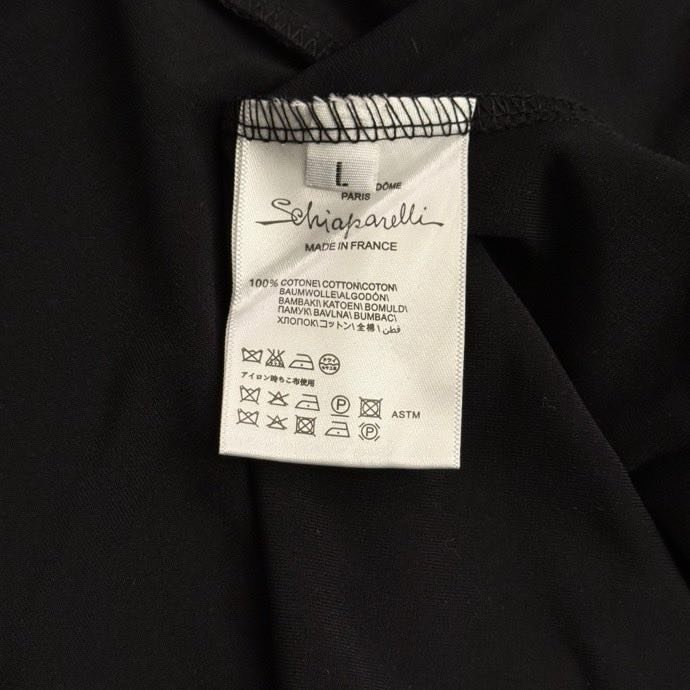 L
DÔME
PARIS
Schiaparelli
MADE IN FRANCE
100% COTONE\ COTTON\COTON\
BAUMWOLLE\ALGODÓN\
BAMBAKI\ KATOEN\ BOMULD\
ПАМУК\ BAVLNA\ BUMBAC\
ХЛОПОК\コットン\ 全棉\ قطن
アイロン時あて布使用
ASTM